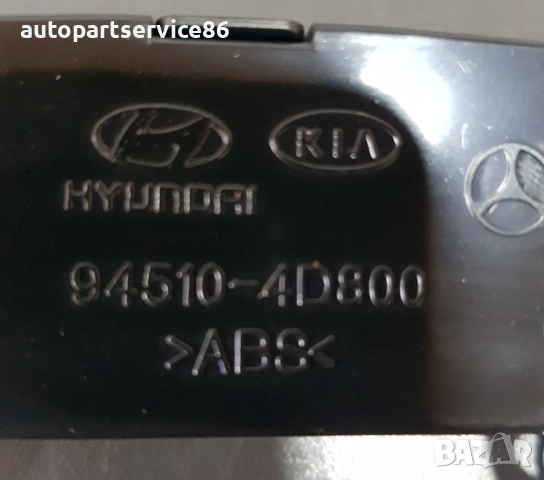 autopartservice86
KIA
HYUNDAI
94510-4D800
>ABS<
BAZAR